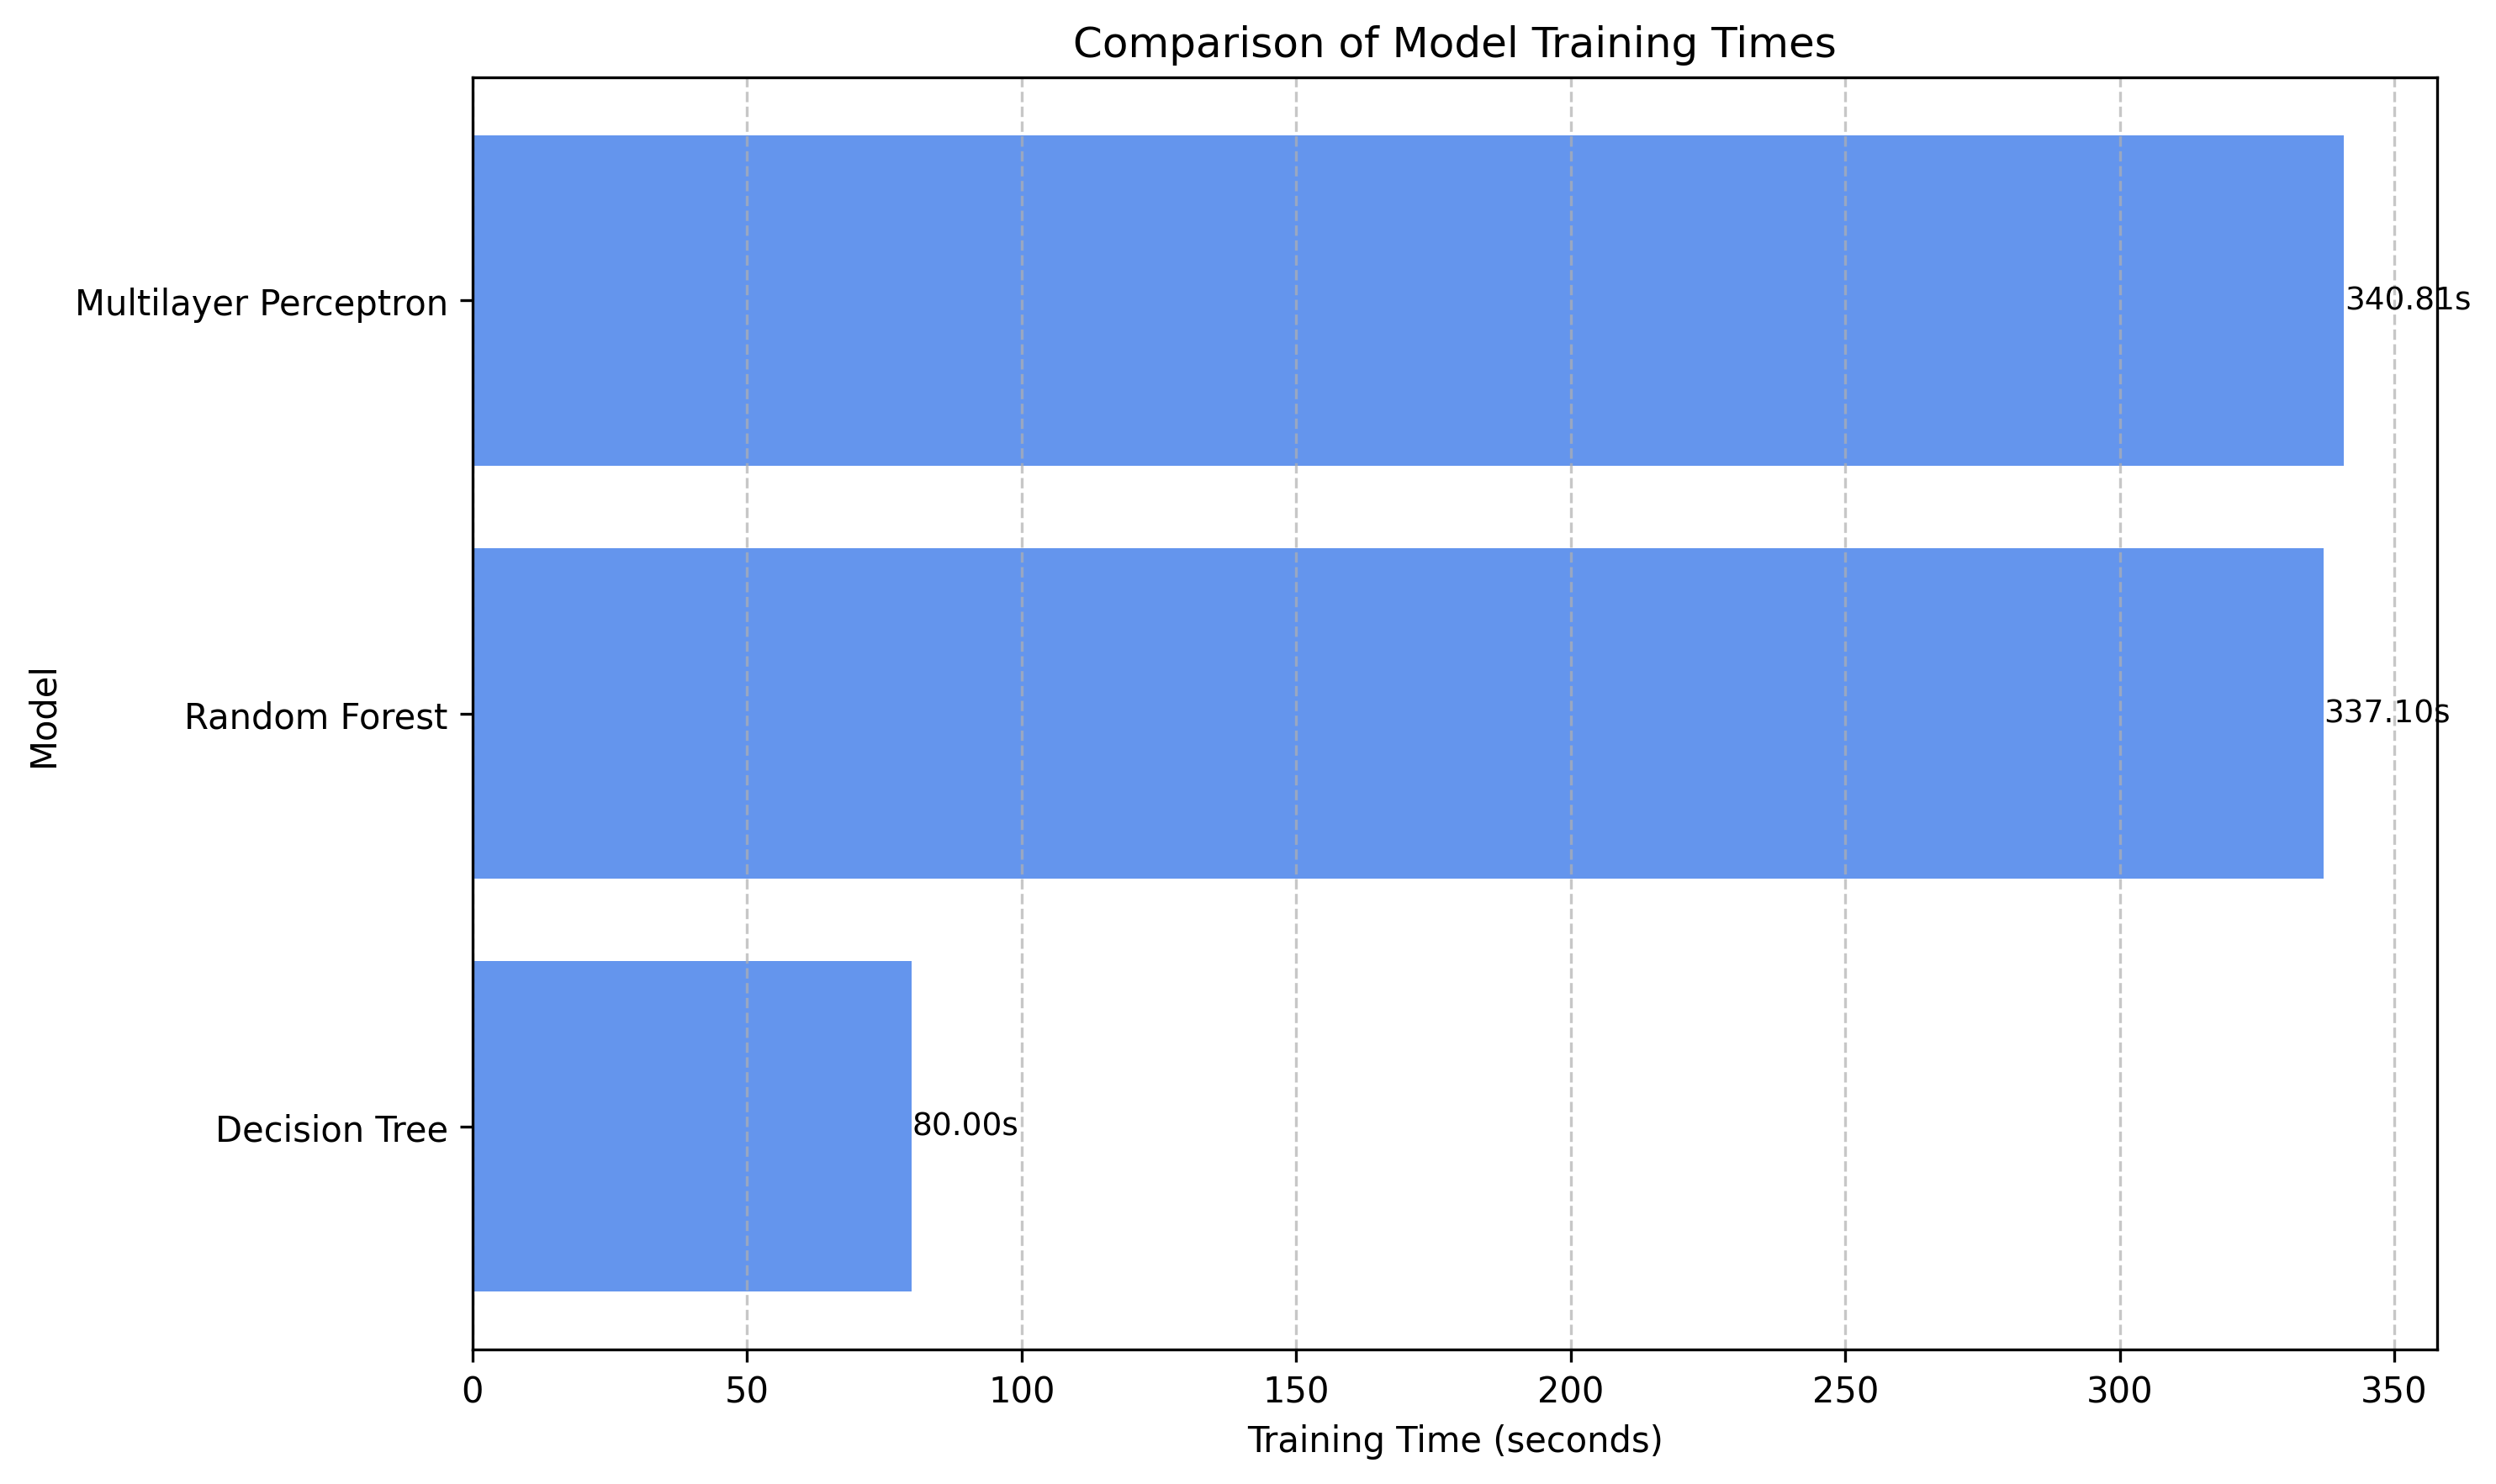 Comparison of Model Training Times
Multilayer Perceptron
340.81s
Random Forest
337.10s
Decision Tree
80.00s
Model
0 50 100 150 200 250 300 350
Training Time (seconds)